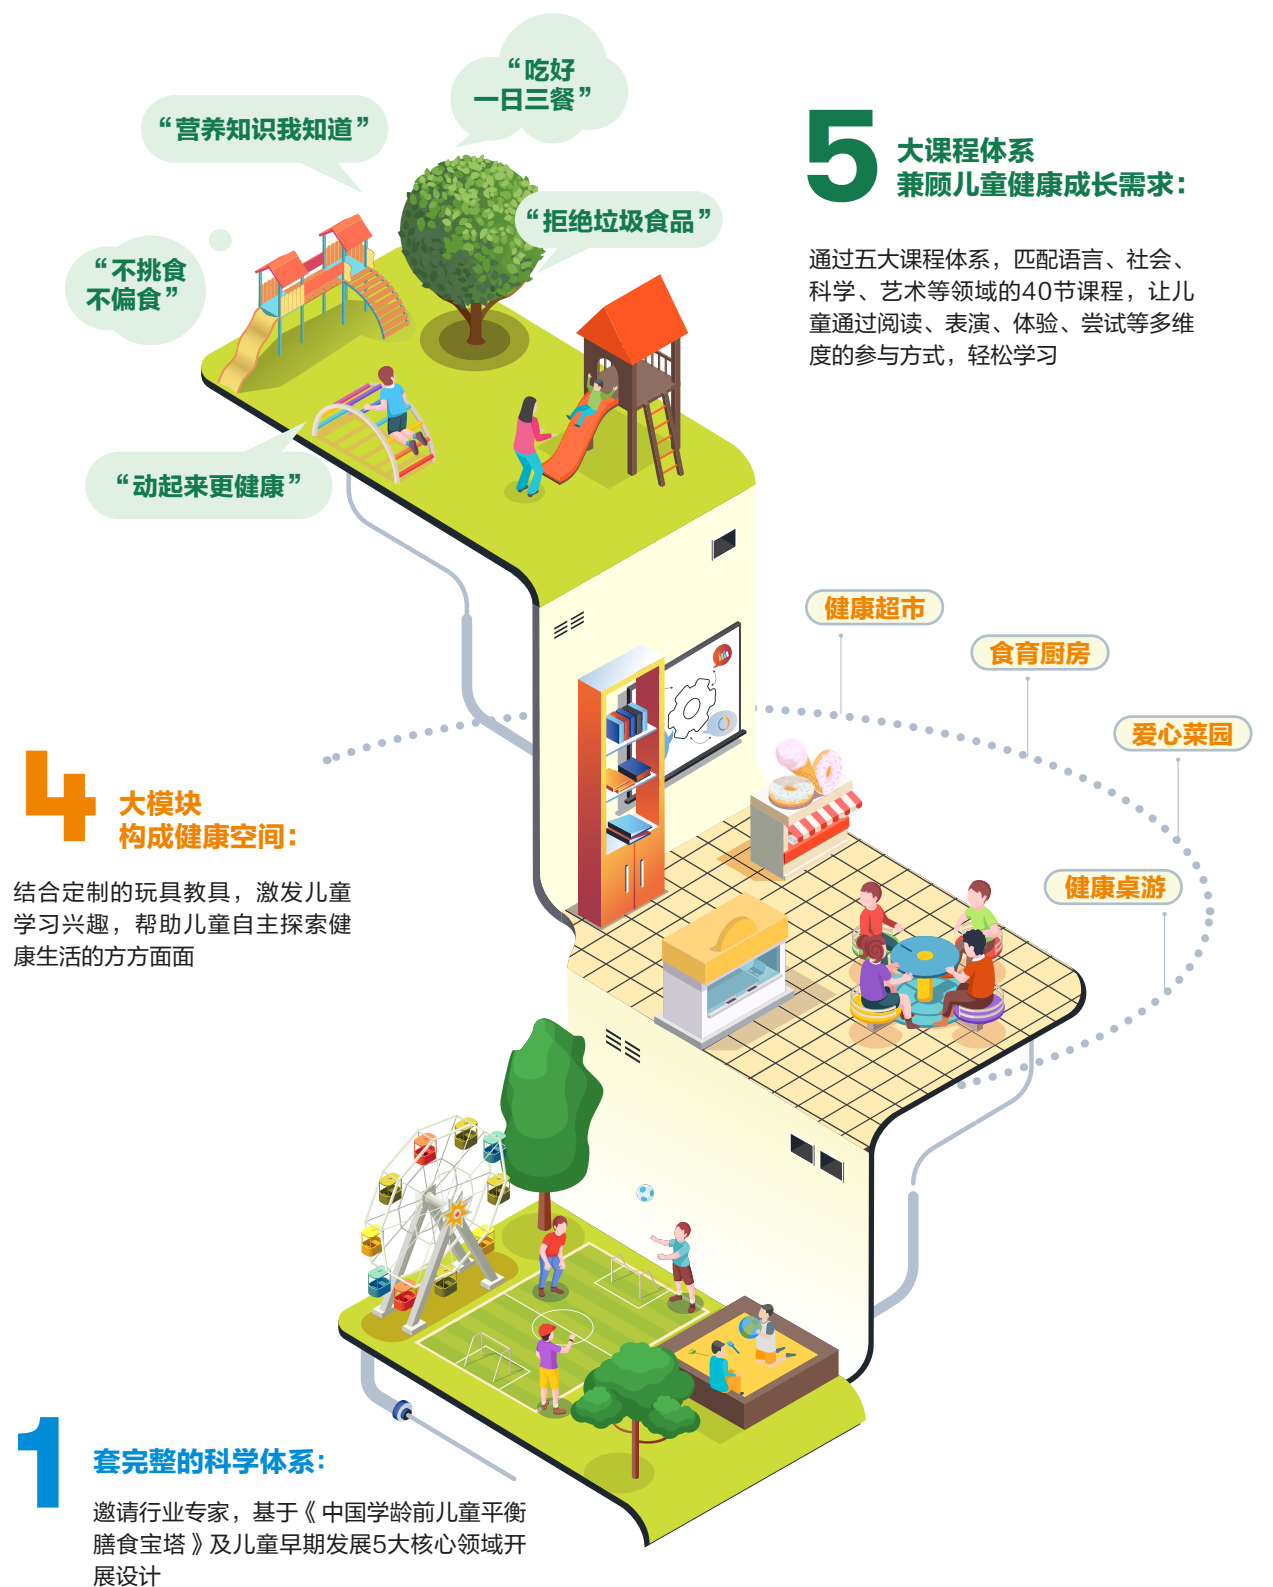 “吃好
一日三餐”
“营养知识我知道”
“拒绝垃圾食品”
“不挑食
不偏食”
“动起来更健康”
5
大课程体系
兼顾儿童健康成长需求：
通过五大课程体系，匹配语言、社会、
科学、艺术等领域的40节课程，让儿
童通过阅读、表演、体验、尝试等多维
度的参与方式，轻松学习
健康超市
食育厨房
爱心菜园
健康桌游
4
大模块
构成健康空间：
结合定制的玩具教具，激发儿童
学习兴趣，帮助儿童自主探索健
康生活的方方面面
1
套完整的科学体系：
邀请行业专家，基于《中国学龄前儿童平衡
膳食宝塔》及儿童早期发展5大核心领域开
展设计